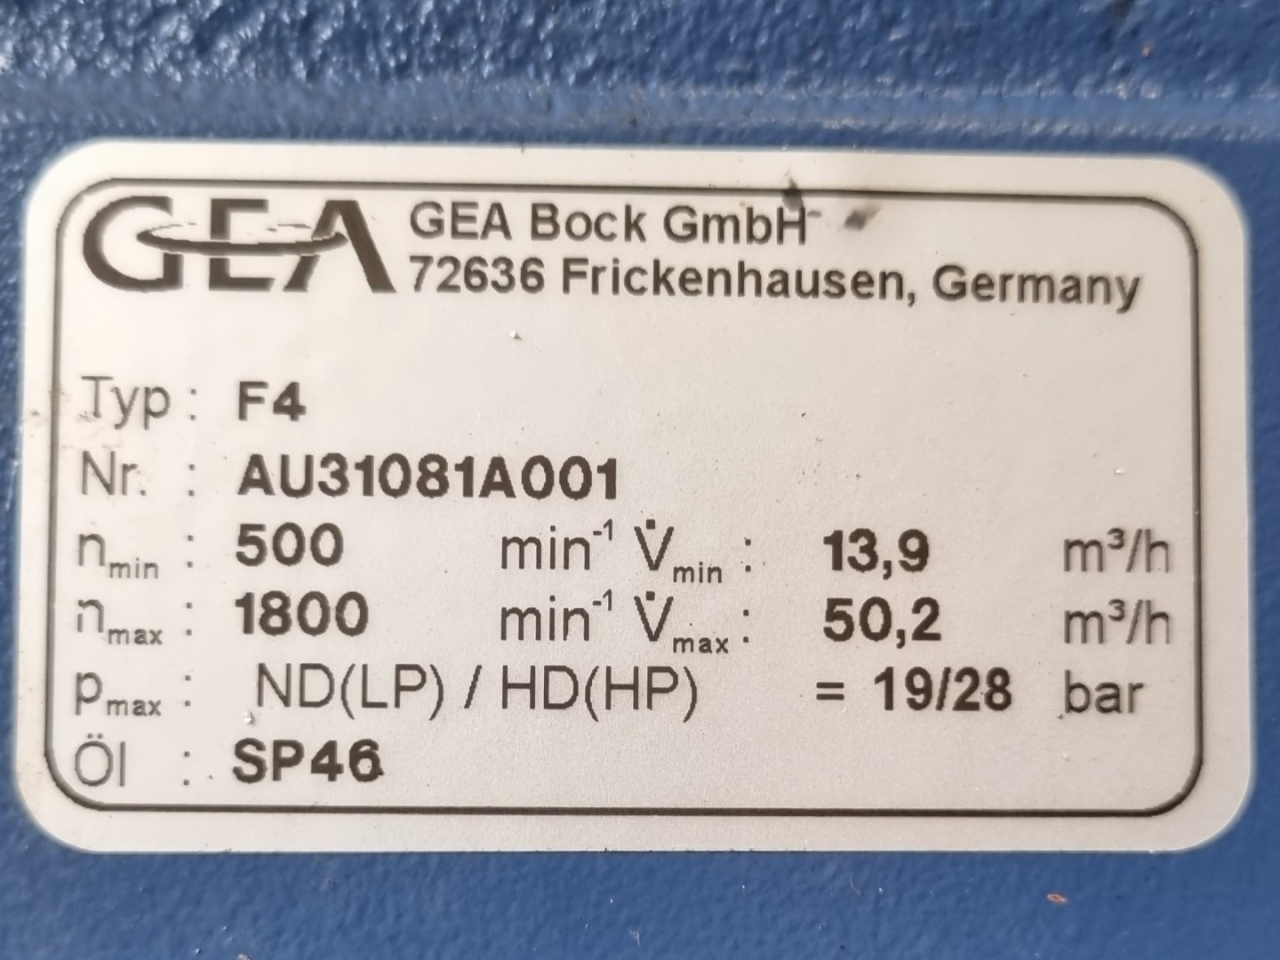 GEA GEA Bock GmbH
72636 Frickenhausen, Germany
Typ : F4
Nr. : AU31081A001
nmin : 500 min⁻¹ V̇min : 13,9 m³/h
nmax : 1800 min⁻¹ V̇max : 50,2 m³/h
pmax : ND(LP) / HD(HP) = 19/28 bar
Öl : SP46